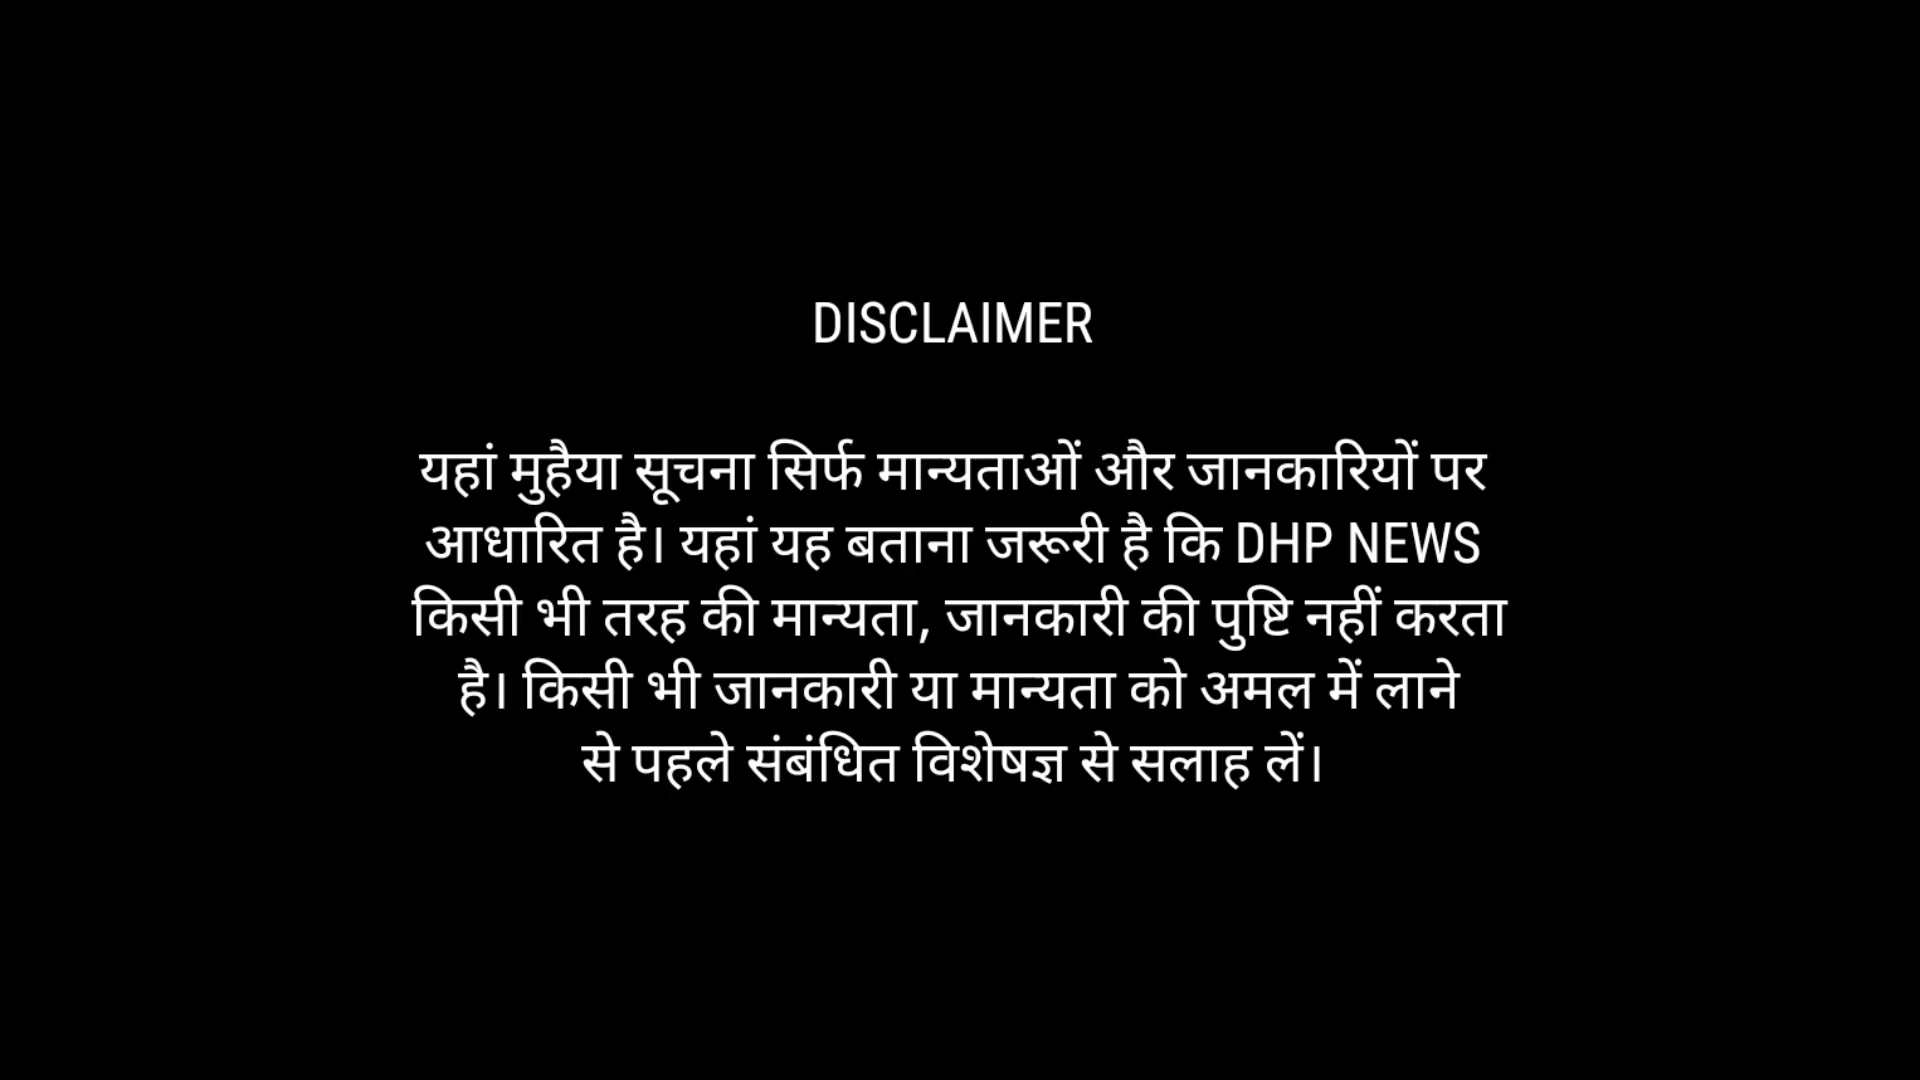 DISCLAIMER
यहां मुहैया सूचना सिर्फ मान्यताओं और जानकारियों पर
आधारित है। यहां यह बताना जरूरी है कि DHP NEWS
किसी भी तरह की मान्यता, जानकारी की पुष्टि नहीं करता
है। किसी भी जानकारी या मान्यता को अमल में लाने
से पहले संबंधित विशेषज्ञ से सलाह लें।